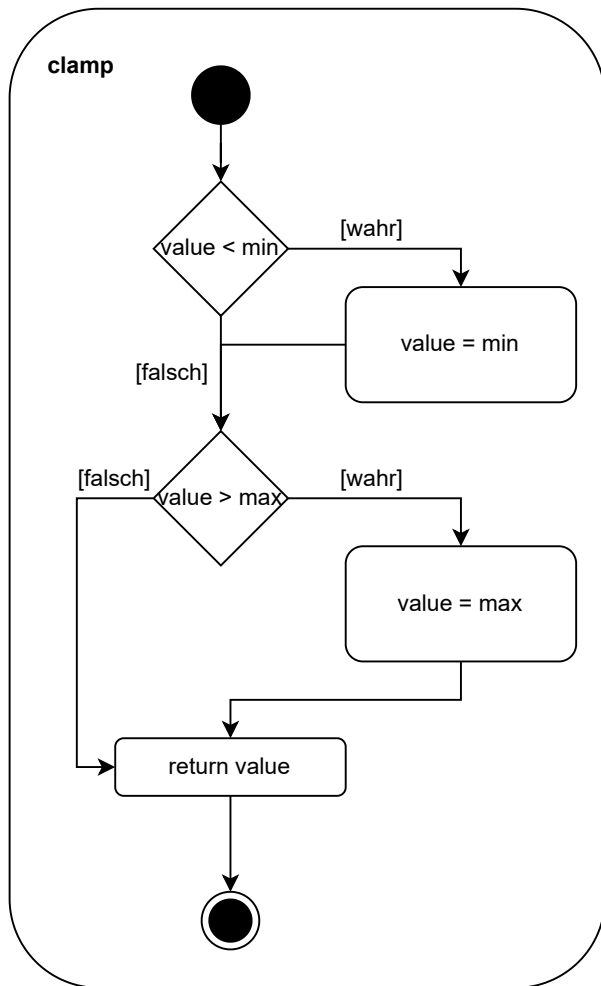 clamp
value < min
[wahr]
value = min
[falsch]
[falsch]
value > max
[wahr]
value = max
return value